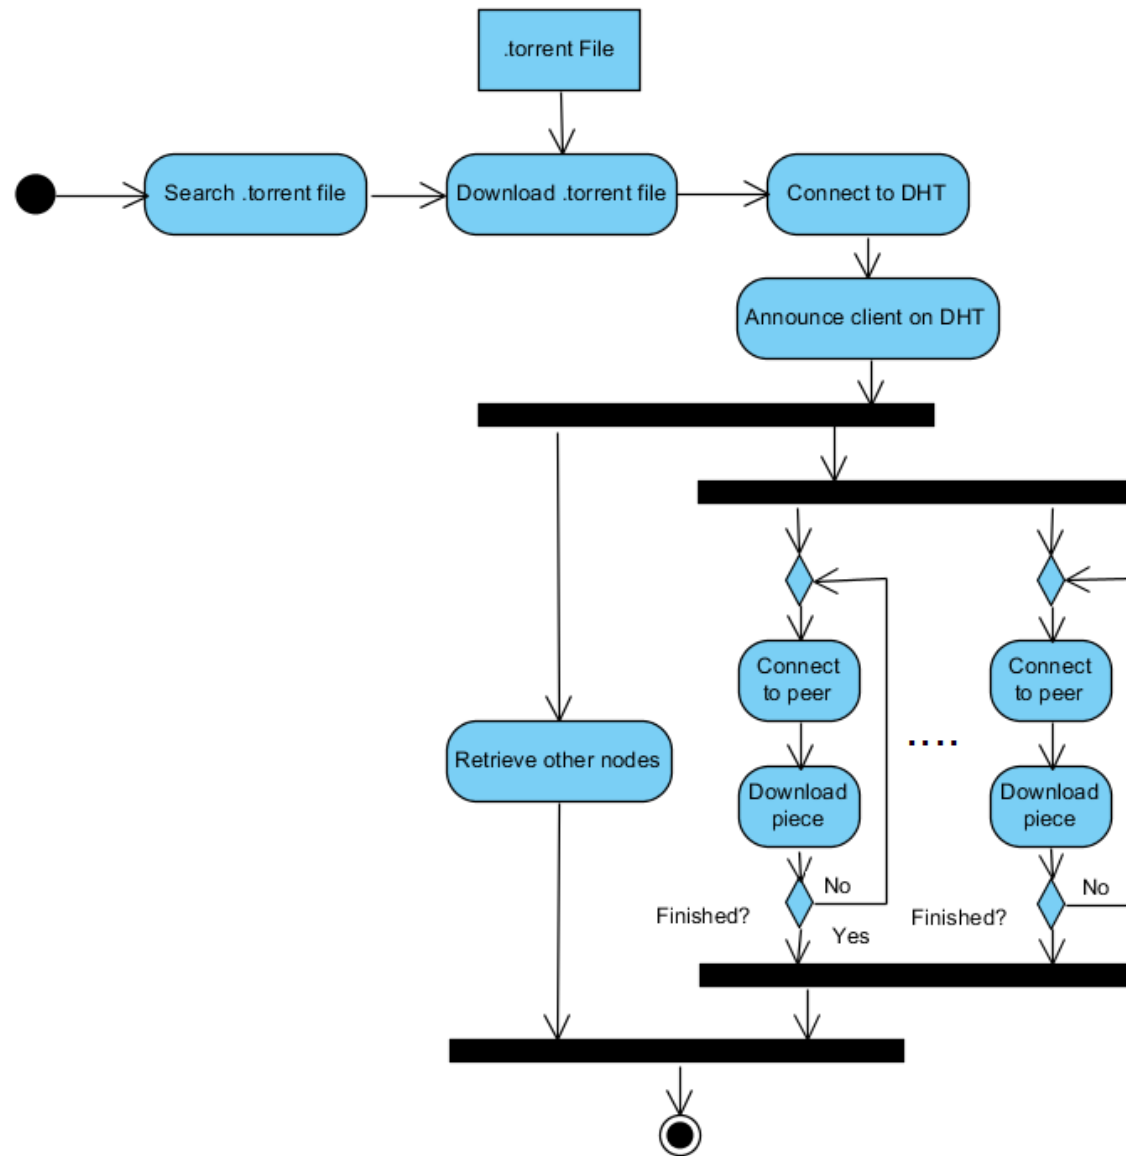 .torrent File
Search .torrent file
Download .torrent file
Connect to DHT
Announce client on DHT
Connect
to peer
Connect
to peer
Retrieve other nodes
....
Download
piece
Download
piece
No
No
Finished?
Yes
Finished?